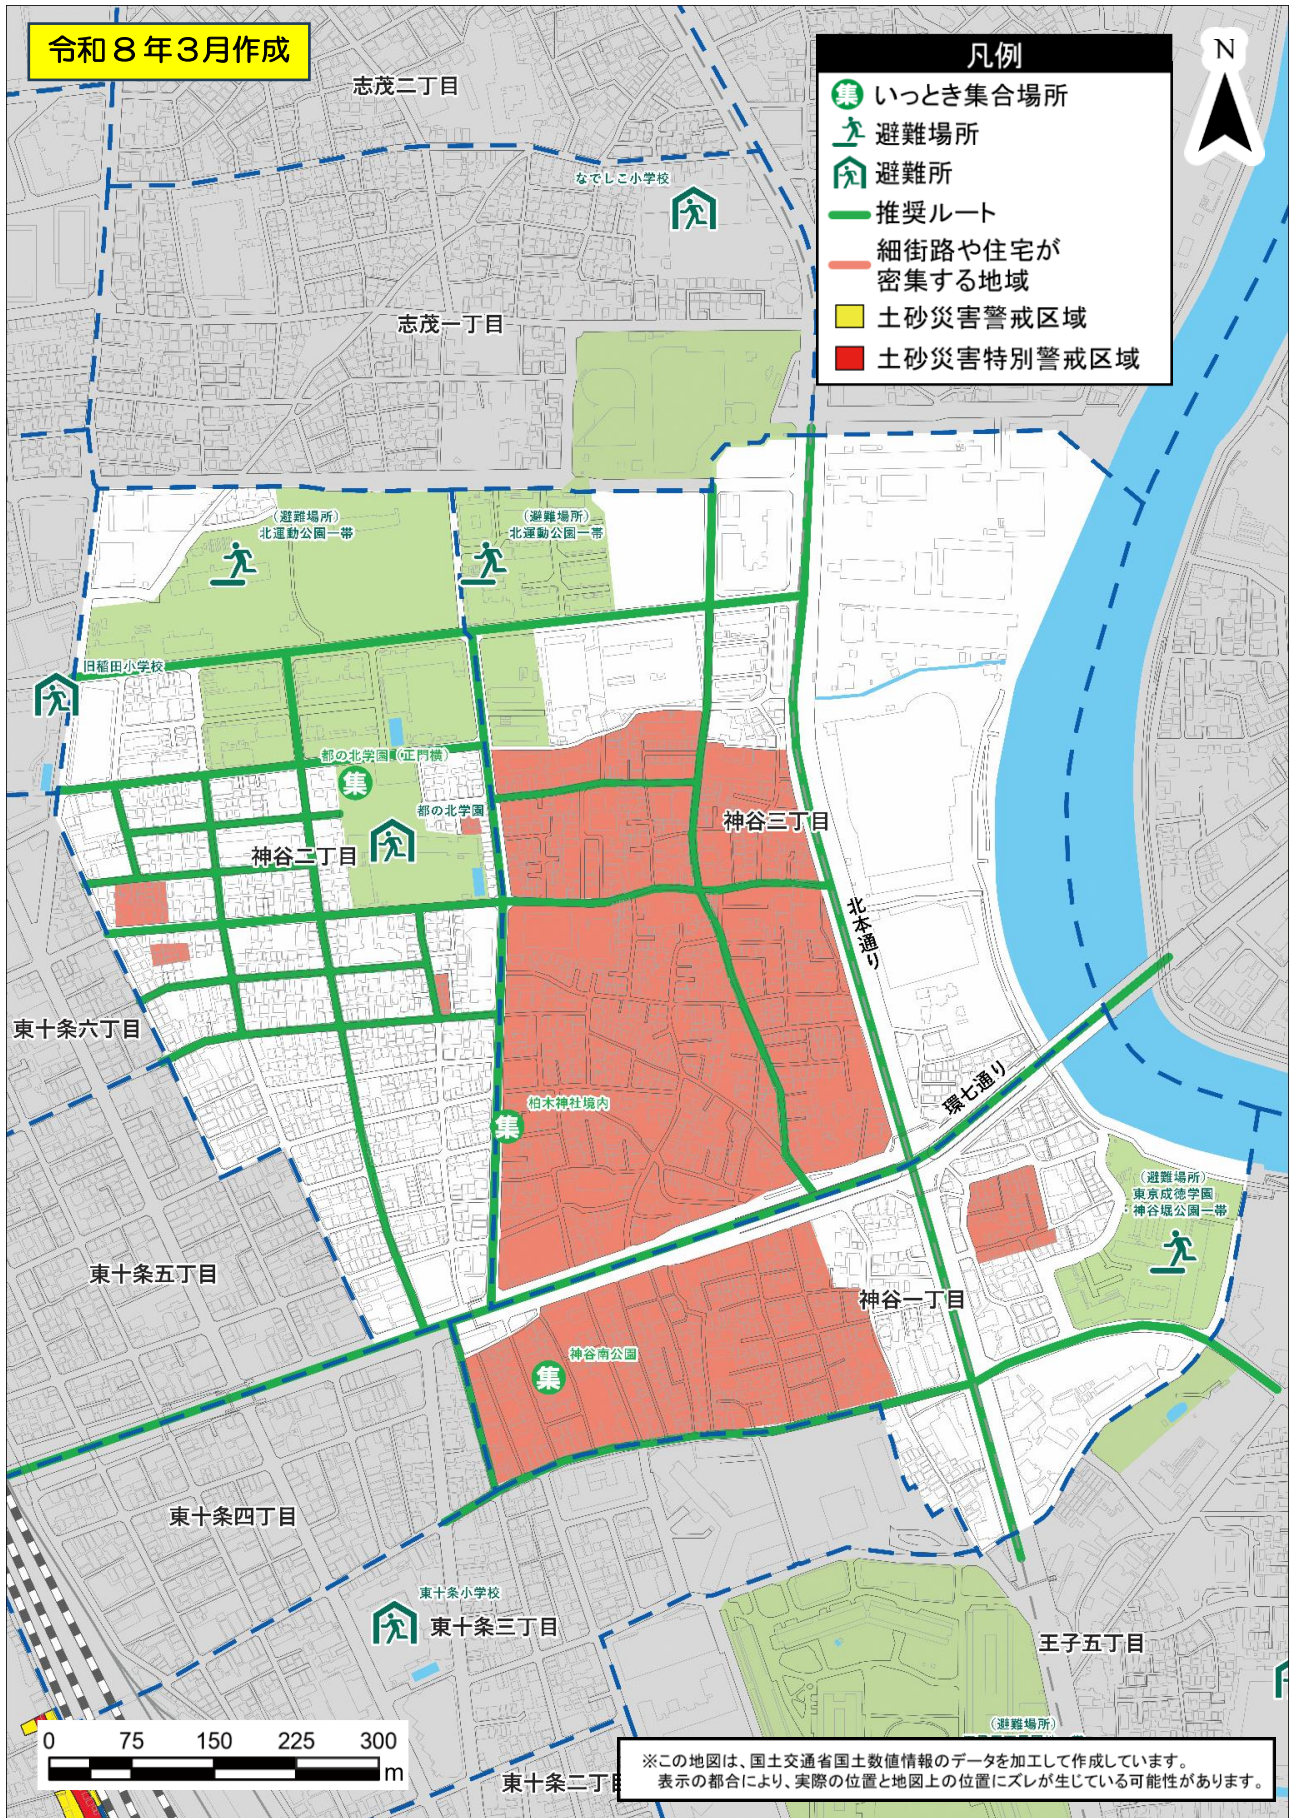 令和８年３月作成
凡例
集 いっとき集合場所
避難場所
避難所
推奨ルート
細街路や住宅が
密集する地域
土砂災害警戒区域
土砂災害特別警戒区域
N
志茂二丁目
なでしこ小学校
志茂一丁目
（避難場所）
北運動公園一帯
（避難場所）
北運動公園一帯
旧稲田小学校
都の北学園（正門横）
集
都の北学園
神谷二丁目
神谷三丁目
北本通り
東十条六丁目
環七通り
柏木神社境内
集
（避難場所）
東京成徳学園
・神谷堀公園一帯
東十条五丁目
神谷一丁目
神谷南公園
集
東十条四丁目
東十条小学校
東十条三丁目
王子五丁目
（避難場所）
0 75 150 225 300
m
東十条二丁目
※この地図は、国土交通省国土数値情報のデータを加工して作成しています。
表示の都合により、実際の位置と地図上の位置にズレが生じている可能性があります。